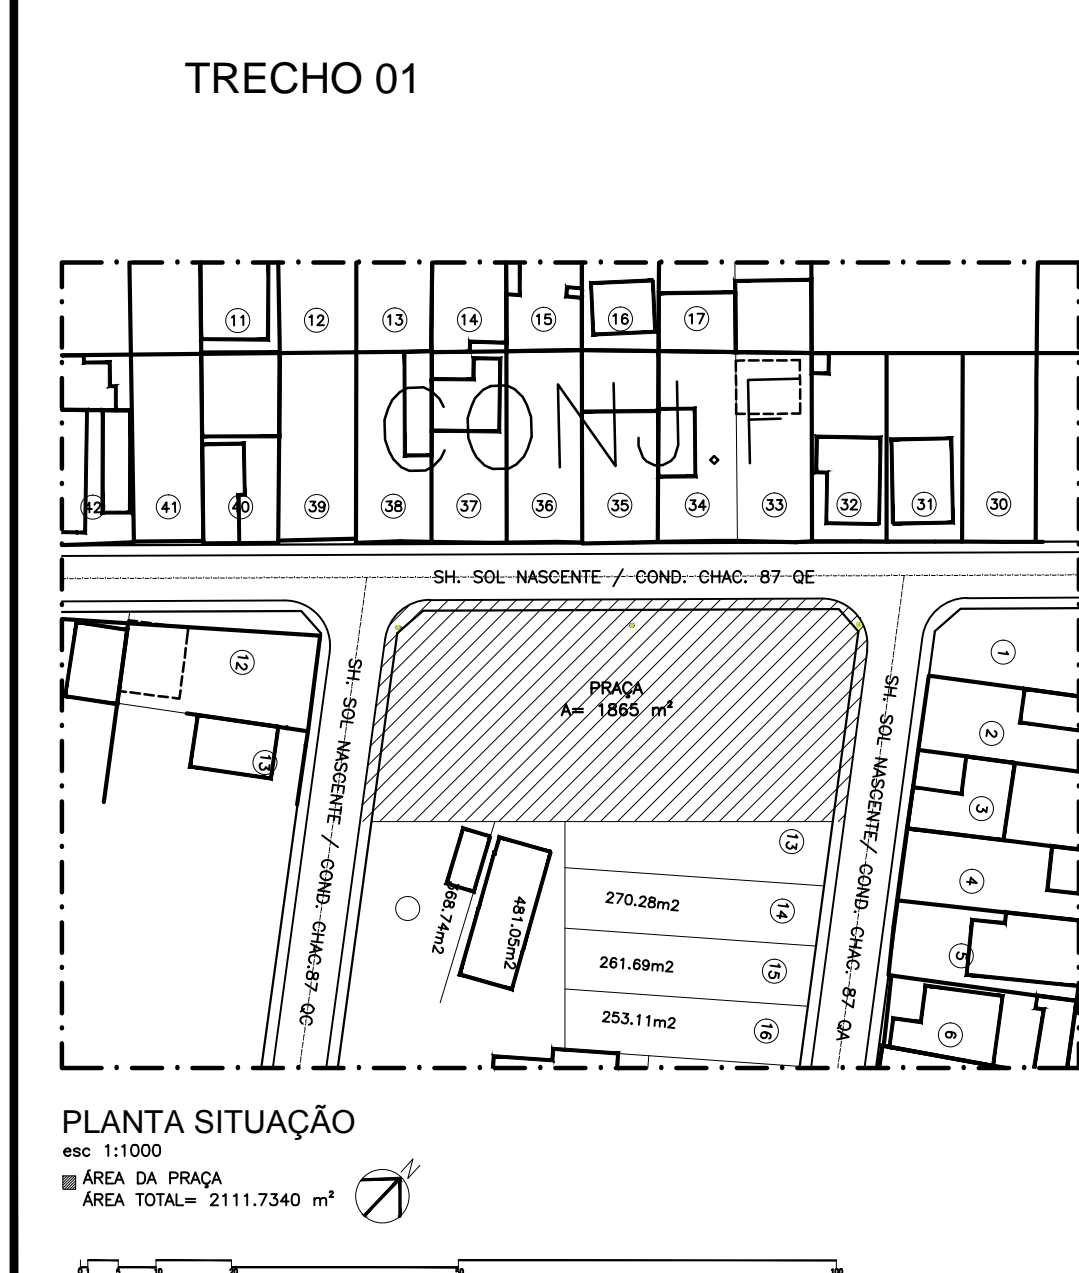 TRECHO 01
11 12 13 14 15 16 17
CONJ F
42 41 40 39 38 37 36 35 34 33 32 31 30
SH. SOL NASCENTE / COND. CHAC. 87 QE
12
13
SH. SOL NASCENTE / COND. CHAC.87 QC
PRAÇA
A= 1865 m²
SH. SOL NASCENTE/ COND. CHAC. 87 QA
1
2
3
4
5
6
13
270.28m2 14
261.69m2 15
253.11m2 16
68.74m2
481.05m2
PLANTA SITUAÇÃO
esc 1:1000
ÁREA DA PRAÇA
ÁREA TOTAL= 2111.7340 m²
N